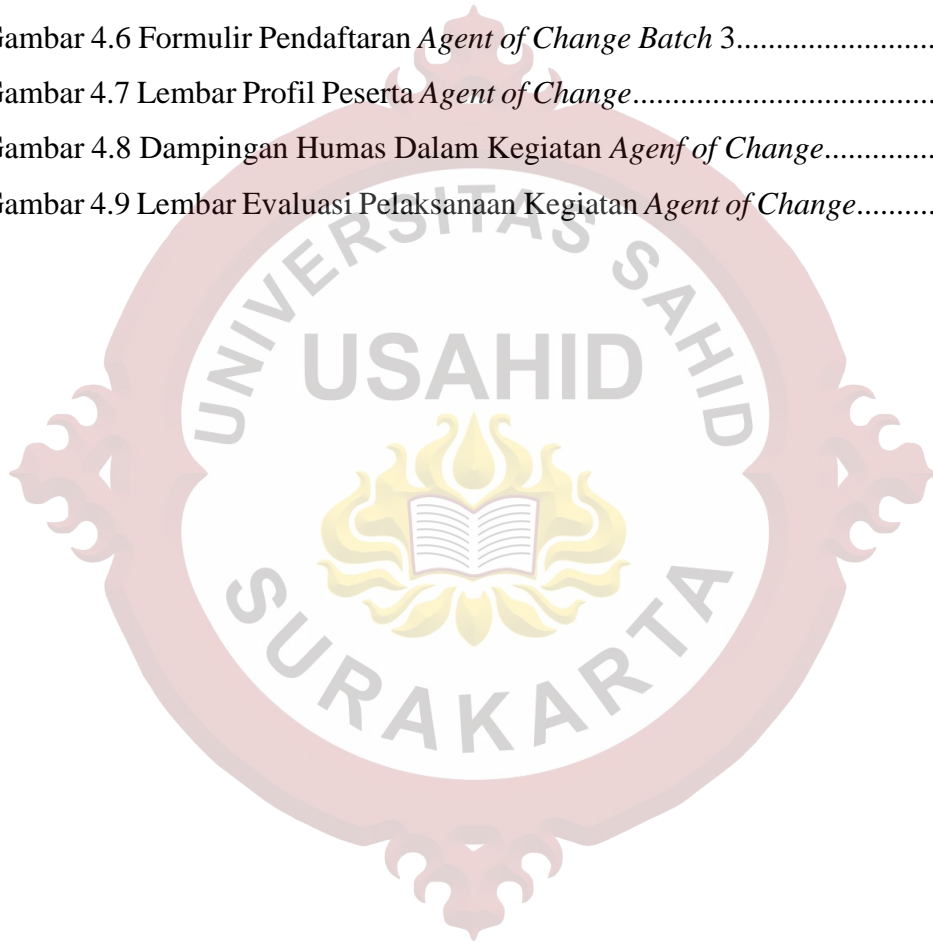 Gambar 4.6 Formulir Pendaftaran Agent of Change Batch 3..........................
Gambar 4.7 Lembar Profil Peserta Agent of Change.......................................
Gambar 4.8 Dampingan Humas Dalam Kegiatan Agenf of Change..............
Gambar 4.9 Lembar Evaluasi Pelaksanaan Kegiatan Agent of Change..........
UNIVERSITAS SAHID
USAHID
SURAKARTA